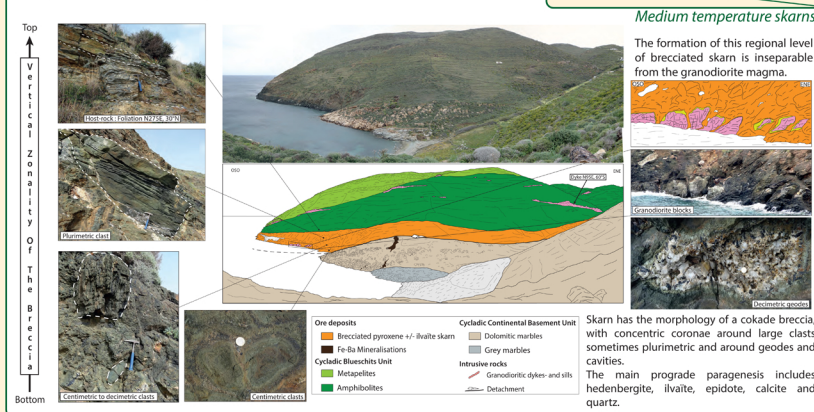 Medium temperature skarns
Top
Vertical Zonality Of The Breccia
Bottom
Host-rock : Foliation N275E, 30°N
Plurimetric clast
Centimetric to decimetric clasts
Centimetric clasts
OSO
ENE
Dyke N95E, 60°S
Ore deposits
Brecciated pyroxene +/- ilvaïte skarn
Fe-Ba Mineralisations
Cycladic Blueschits Unit
Metapelites
Amphibolites
Cycladic Continental Basement Unit
Dolomitic marbles
Grey marbles
Intrusive rocks
Granodioritic dykes- and sills
Detachment
The formation of this regional level
of brecciated skarn is inseparable
from the granodiorite magma.
OSO
ENE
Granodiorite blocks
Decimetric geodes
Skarn has the morphology of a cokade breccia,
with concentric coronae around large clasts
sometimes plurimetric and around geodes and
cavities.
The main prograde paragenesis includes
hedenbergite, ilvaïte, epidote, calcite and
quartz.